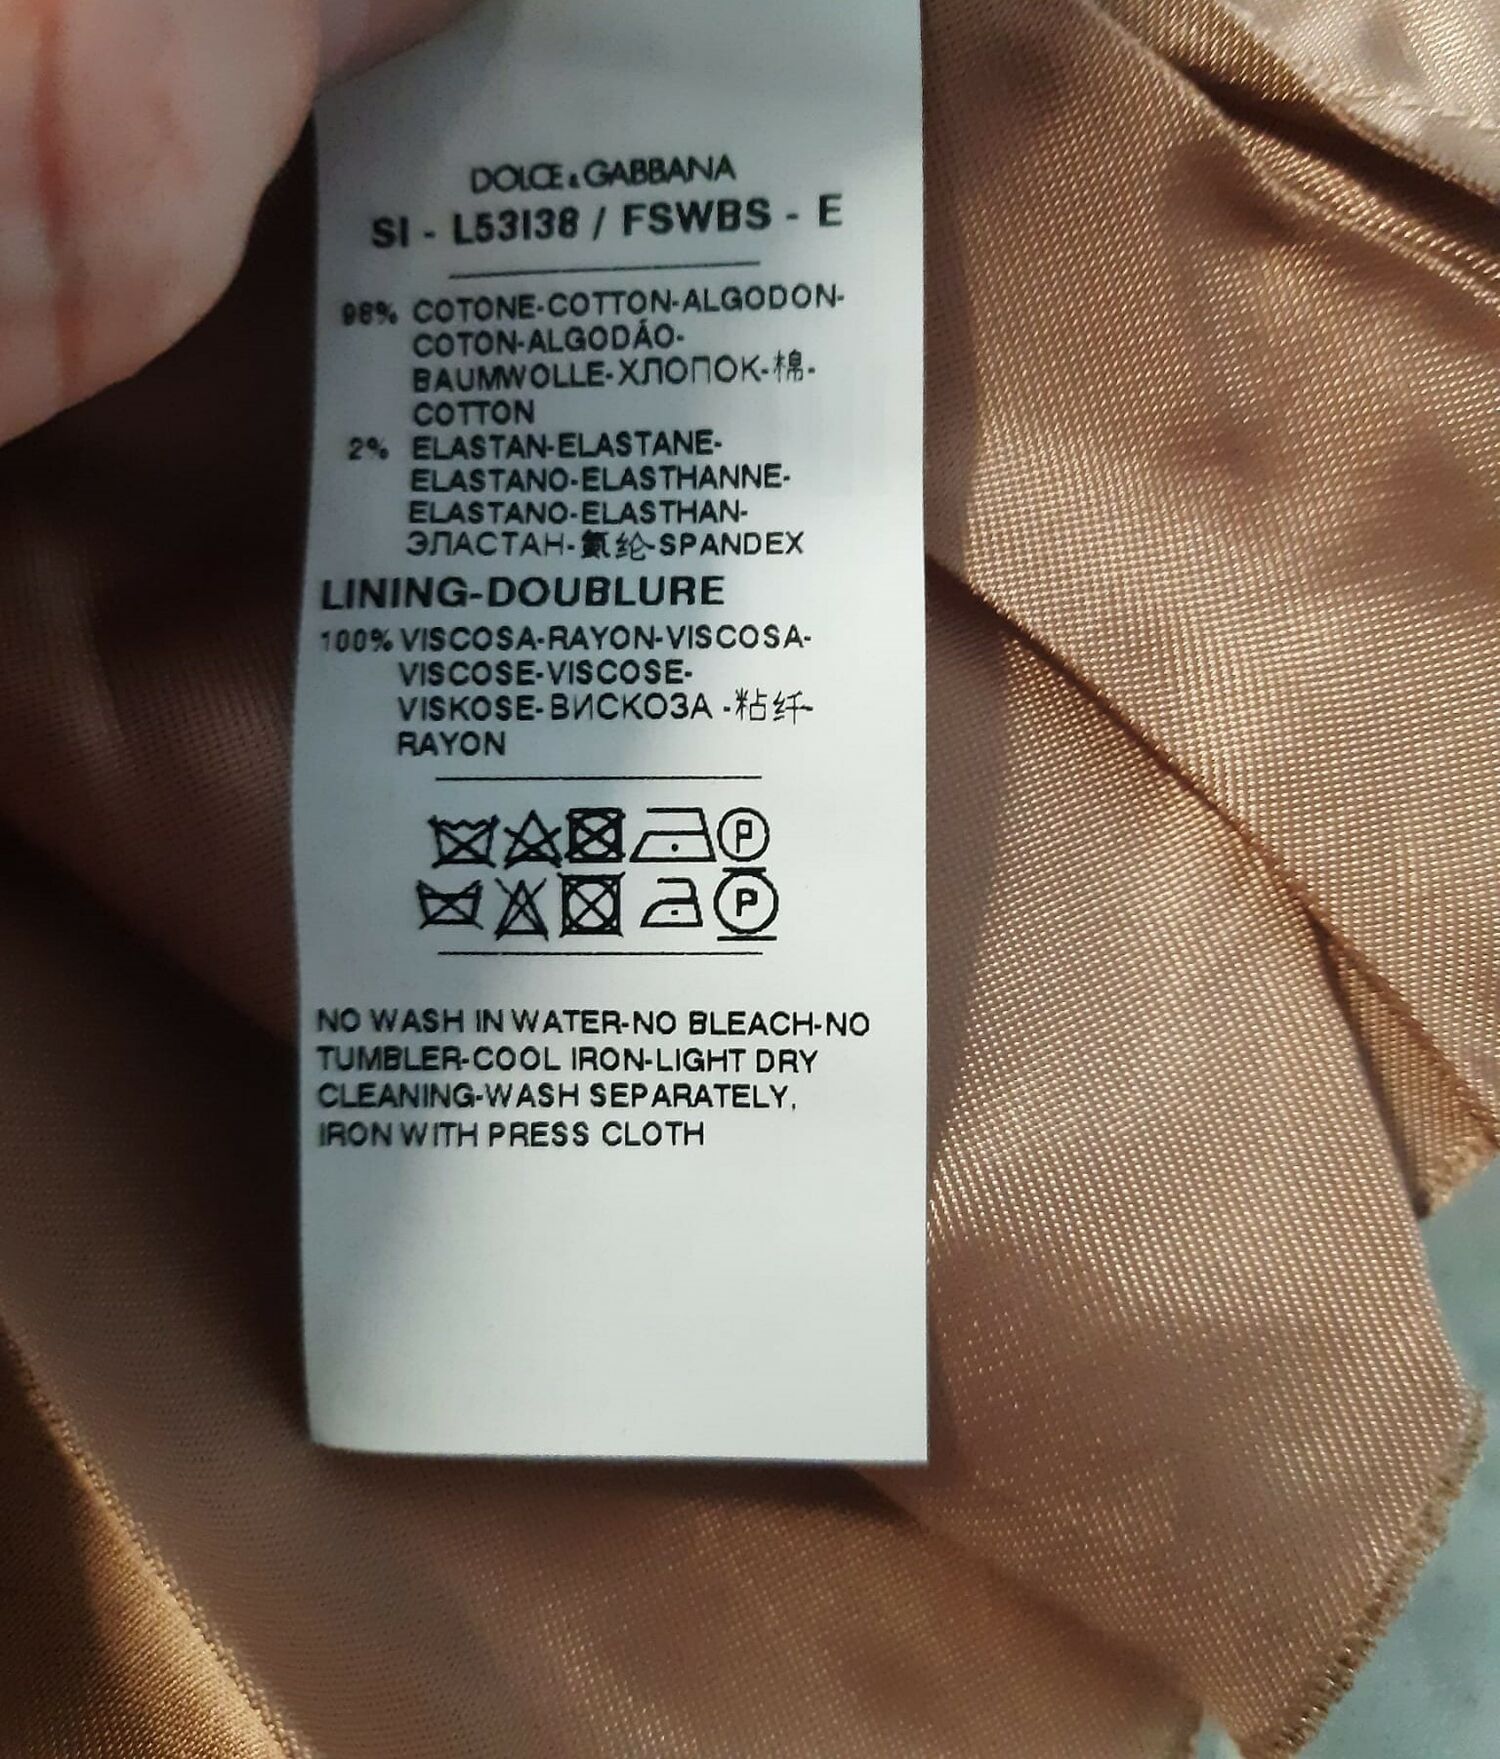 DOLCE & GABBANA
SI - L53I38 / FSWBS - E
98% COTONE-COTTON-ALGODON-
COTON-ALGODÃO-
BAUMWOLLE-ХЛОПОК-棉-
COTTON
2% ELASTAN-ELASTANE-
ELASTANO-ELASTHANNE-
ELASTANO-ELASTHAN-
ЭЛАСТАН-氨纶-SPANDEX
LINING-DOUBLURE
100% VISCOSA-RAYON-VISCOSA-
VISCOSE-VISCOSE-
VISKOSE-ВИСКОЗА -粘纤-
RAYON
P
P
NO WASH IN WATER-NO BLEACH-NO
TUMBLER-COOL IRON-LIGHT DRY
CLEANING-WASH SEPARATELY,
IRON WITH PRESS CLOTH